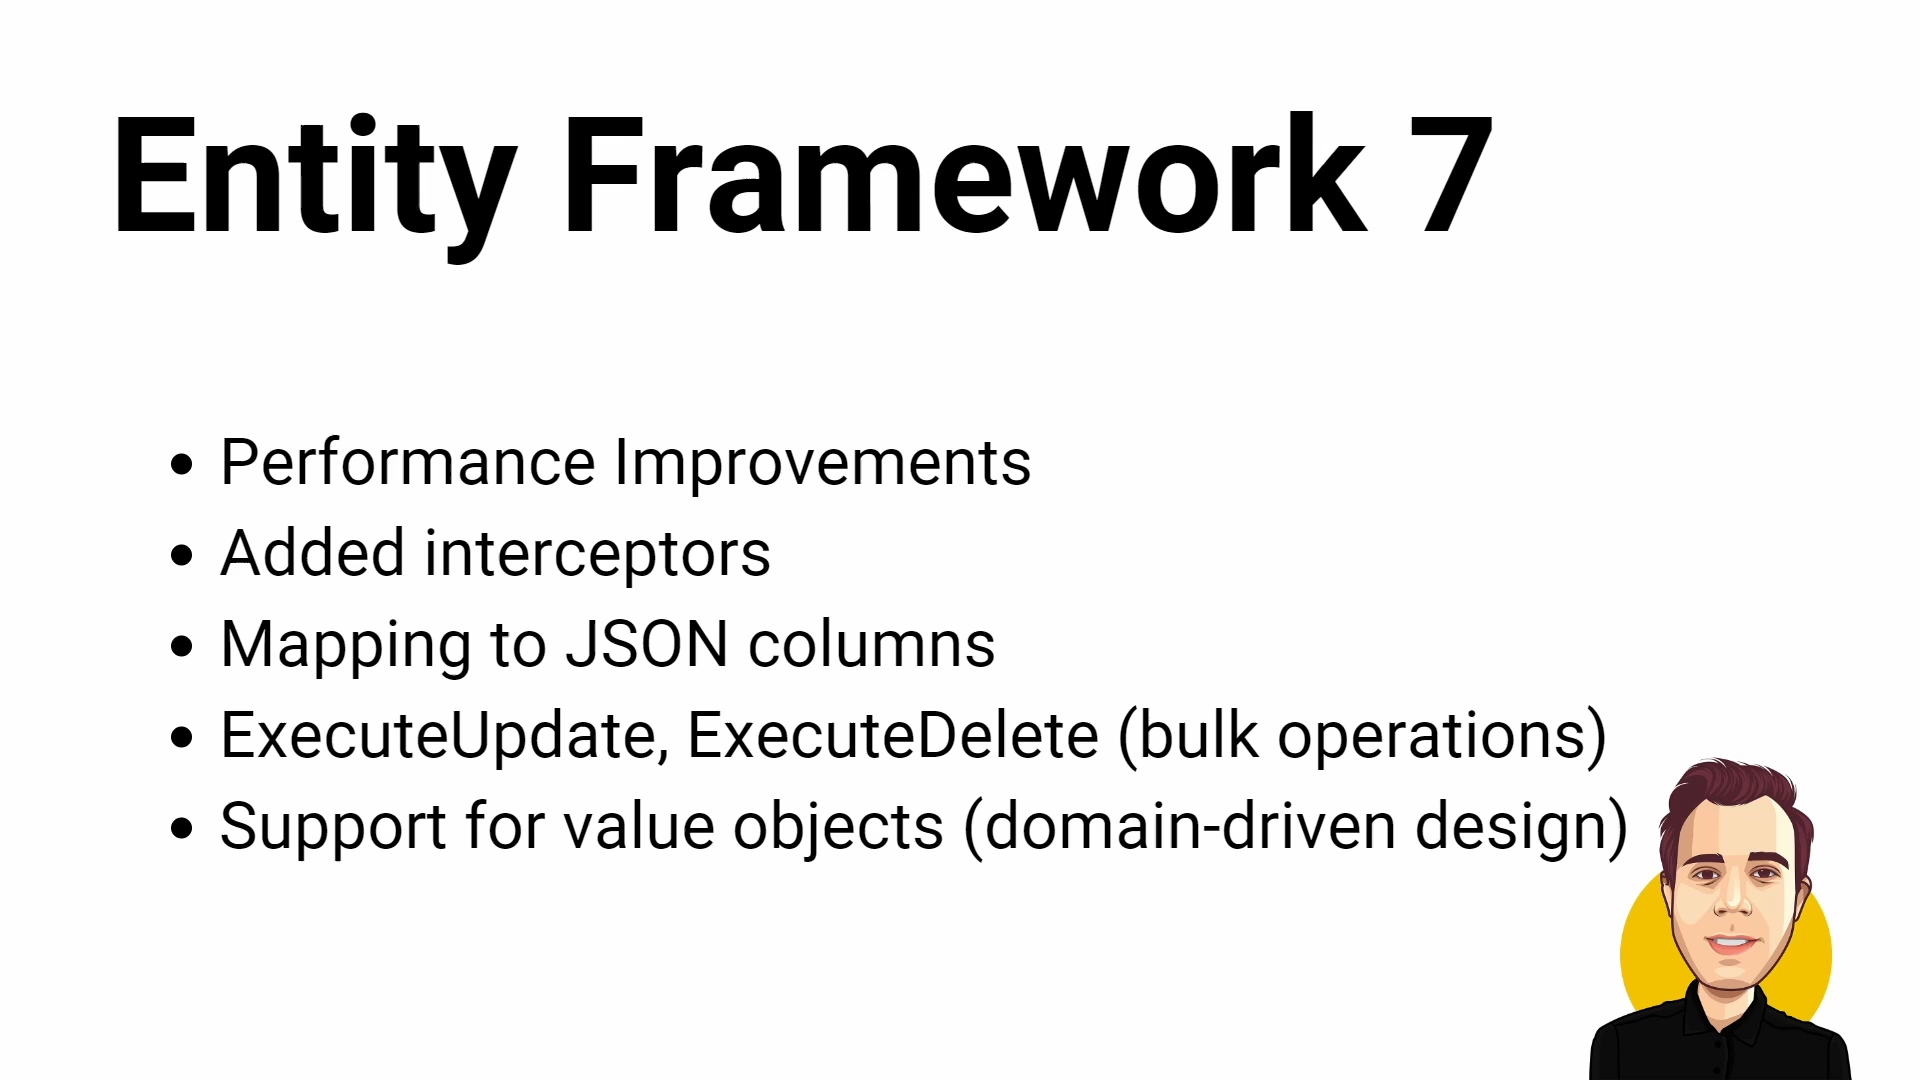 Entity Framework 7
• Performance Improvements
• Added interceptors
• Mapping to JSON columns
• ExecuteUpdate, ExecuteDelete (bulk operations)
• Support for value objects (domain-driven design)